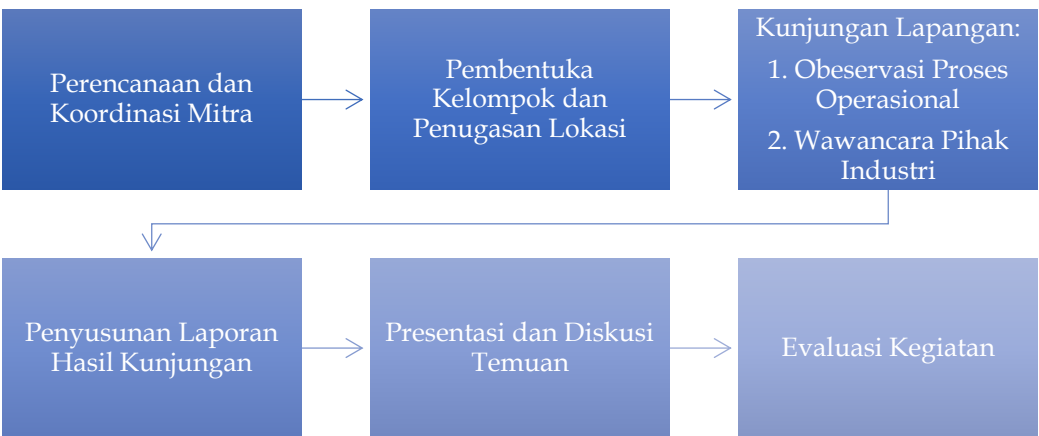 Perencanaan dan
Koordinasi Mitra
Pembentuka
Kelompok dan
Penugasan Lokasi
Kunjungan Lapangan:
1. Obeservasi Proses
Operasional
2. Wawancara Pihak
Industri
Penyusunan Laporan
Hasil Kunjungan
Presentasi dan Diskusi
Temuan
Evaluasi Kegiatan